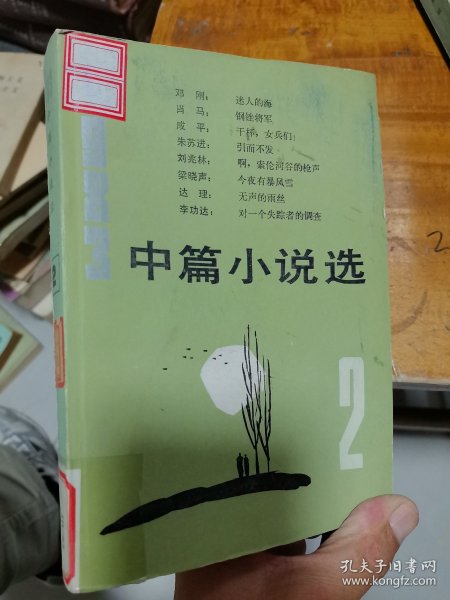 邓刚：迷人的海
肖马：钢锉将军
成平：干杯，女兵们！
朱苏进：引而不发
刘兆林：啊，索伦河谷的枪声
梁晓声：今夜有暴风雪
达理：无声的雨丝
李功达：对一个失踪者的调查
中篇小说选
2
孔夫子旧书网
www.kongfz.com